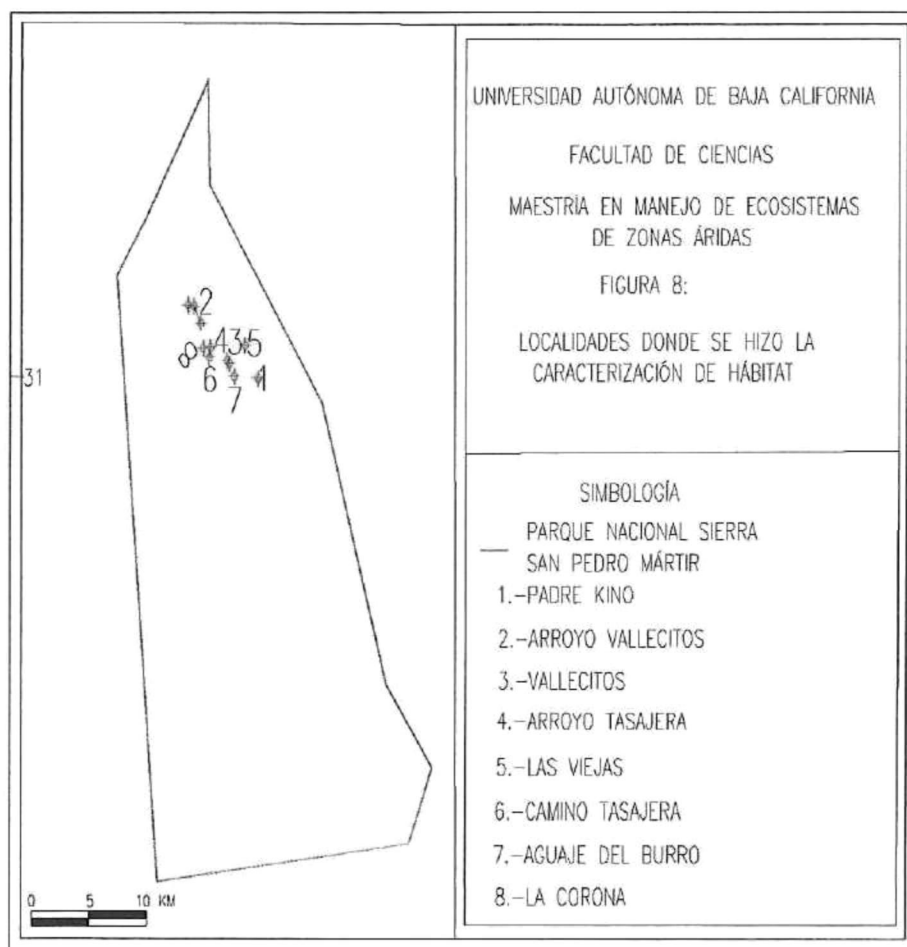 UNIVERSIDAD AUTÓNOMA DE BAJA CALIFORNIA
FACULTAD DE CIENCIAS
MAESTRÍA EN MANEJO DE ECOSISTEMAS
DE ZONAS ÁRIDAS
FIGURA 8:
LOCALIDADES DONDE SE HIZO LA
CARACTERIZACIÓN DE HÁBITAT
2
8
4 3 5
6
7 1
31
SIMBOLOGÍA
PARQUE NACIONAL SIERRA
SAN PEDRO MÁRTIR
1.-PADRE KINO
2.-ARROYO VALLECITOS
3.-VALLECITOS
4.-ARROYO TASAJERA
5.-LAS VIEJAS
6.-CAMINO TASAJERA
7.-AGUAJE DEL BURRO
8.-LA CORONA
0 5 10 KM